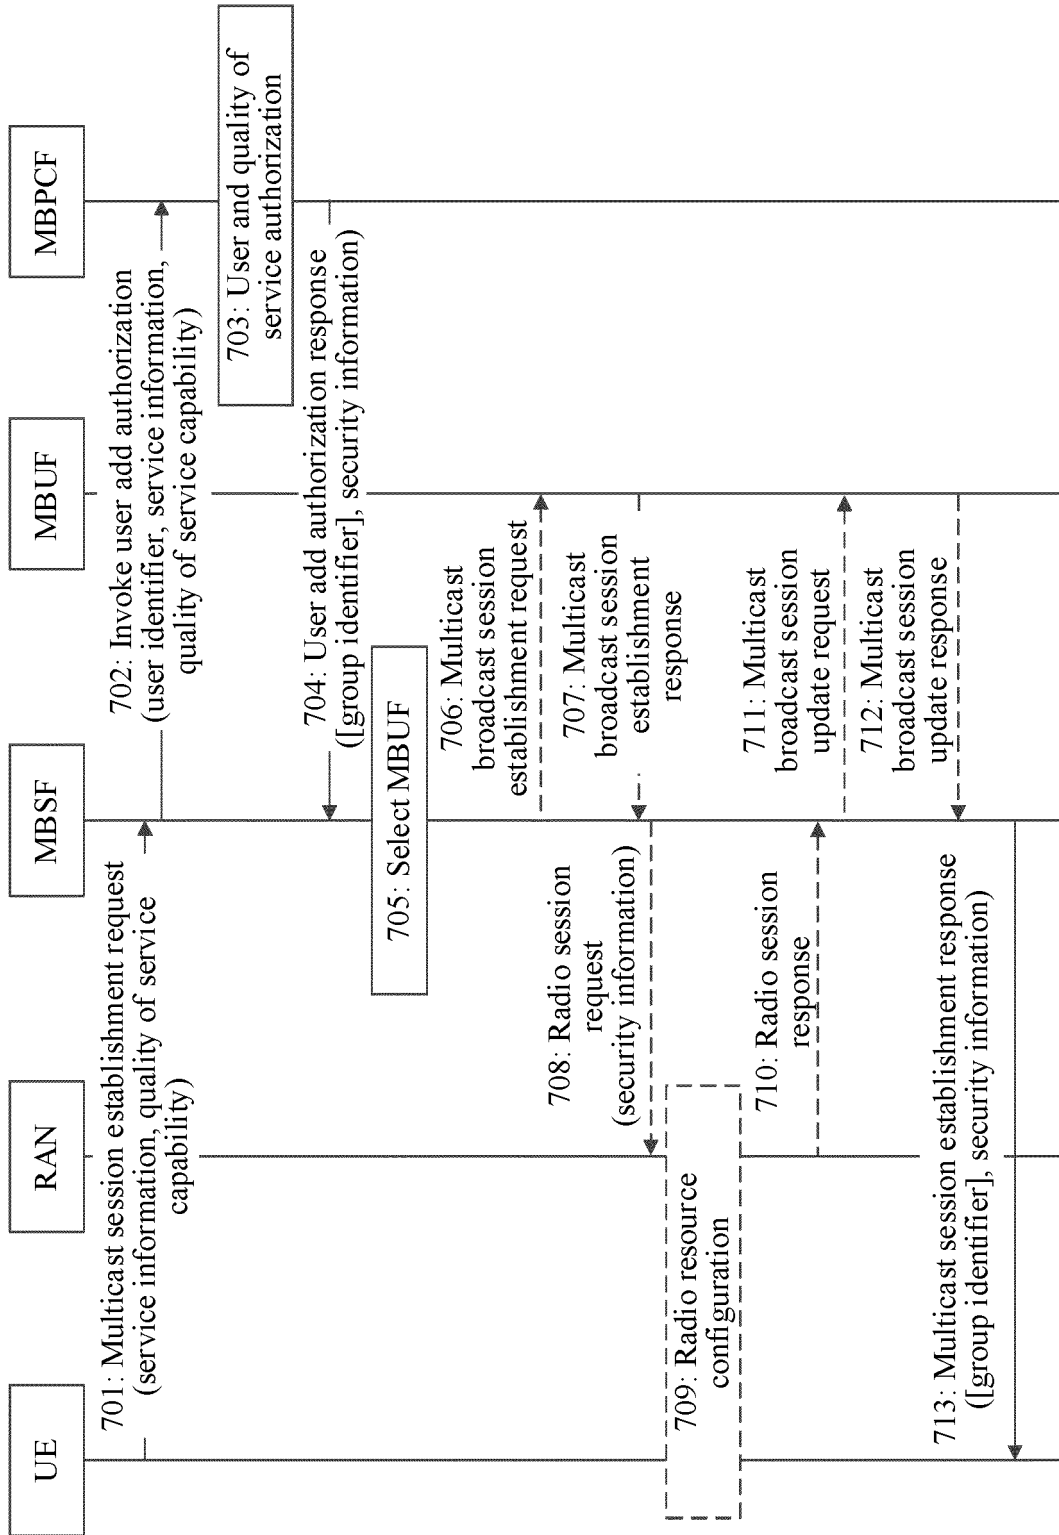 UE
RAN
MBSF
MBUF
MBPCF
701: Multicast session establishment request
(service information, quality of service
capability)
702: Invoke user add authorization
(user identifier, service information,
quality of service capability)
703: User and quality of
service authorization
704: User add authorization response
([group identifier], security information)
705: Select MBUF
706: Multicast
broadcast session
establishment request
707: Multicast
broadcast session
establishment
response
708: Radio session
request
(security information)
709: Radio resource
configuration
710: Radio session
response
711: Multicast
broadcast session
update request
712: Multicast
broadcast session
update response
713: Multicast session establishment response
([group identifier], security information)